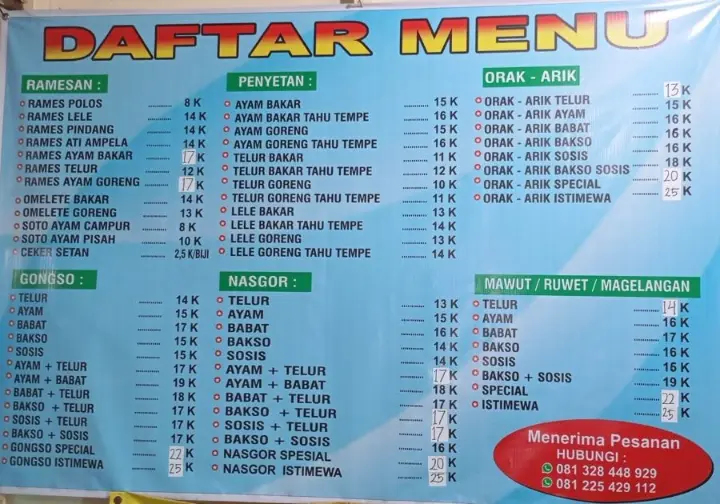 DAFTAR MENU
RAMESAN :
RAMES POLOS ......... 8 K
RAMES LELE ......... 14 K
RAMES PINDANG ......... 14 K
RAMES ATI AMPELA ......... 14 K
RAMES AYAM BAKAR ......... 17 K
RAMES TELUR ......... 12 K
RAMES AYAM GORENG ......... 17 K
OMELETE BAKAR ......... 14 K
OMELETE GORENG ......... 13 K
SOTO AYAM CAMPUR ......... 8 K
SOTO AYAM PISAH ......... 10 K
CEKER SETAN ......... 2,5 K/BIJI
PENYETAN :
AYAM BAKAR ......... 15 K
AYAM BAKAR TAHU TEMPE ......... 16 K
AYAM GORENG ......... 15 K
AYAM GORENG TAHU TEMPE ......... 16 K
TELUR BAKAR ......... 11 K
TELUR BAKAR TAHU TEMPE ......... 12 K
TELUR GORENG ......... 10 K
TELUR GORENG TAHU TEMPE ......... 11 K
LELE BAKAR ......... 13 K
LELE BAKAR TAHU TEMPE ......... 14 K
LELE GORENG ......... 13 K
LELE GORENG TAHU TEMPE ......... 14 K
ORAK - ARIK
ORAK - ARIK TELUR ......... 13 K
ORAK - ARIK AYAM ......... 15 K
ORAK - ARIK BABAT ......... 16 K
ORAK - ARIK BAKSO ......... 16 K
ORAK - ARIK SOSIS ......... 16 K
ORAK - ARIK BAKSO SOSIS ......... 18 K
ORAK - ARIK SPECIAL ......... 20 K
ORAK - ARIK ISTIMEWA ......... 25 K
GONGSO :
TELUR ......... 14 K
AYAM ......... 15 K
BABAT ......... 17 K
BAKSO ......... 15 K
SOSIS ......... 15 K
AYAM + TELUR ......... 17 K
AYAM + BABAT ......... 19 K
BABAT + TELUR ......... 18 K
BAKSO + TELUR ......... 17 K
SOSIS + TELUR ......... 17 K
BAKSO + SOSIS ......... 17 K
GONGSO SPECIAL ......... 22 K
GONGSO ISTIMEWA ......... 25 K
NASGOR :
TELUR ......... 13 K
AYAM ......... 15 K
BABAT ......... 16 K
BAKSO ......... 14 K
SOSIS ......... 14 K
AYAM + TELUR ......... 17 K
AYAM + BABAT ......... 18 K
BABAT + TELUR ......... 17 K
BAKSO + TELUR ......... 17 K
SOSIS + TELUR ......... 17 K
BAKSO + SOSIS ......... 16 K
NASGOR SPESIAL ......... 20 K
NASGOR ISTIMEWA ......... 25 K
MAWUT / RUWET / MAGELANGAN
TELUR ......... 14 K
AYAM ......... 16 K
BABAT ......... 17 K
BAKSO ......... 16 K
SOSIS ......... 16 K
BAKSO + SOSIS ......... 19 K
SPECIAL ......... 22 K
ISTIMEWA ......... 25 K
Menerima Pesanan
HUBUNGI :
081 328 448 929
081 225 429 112